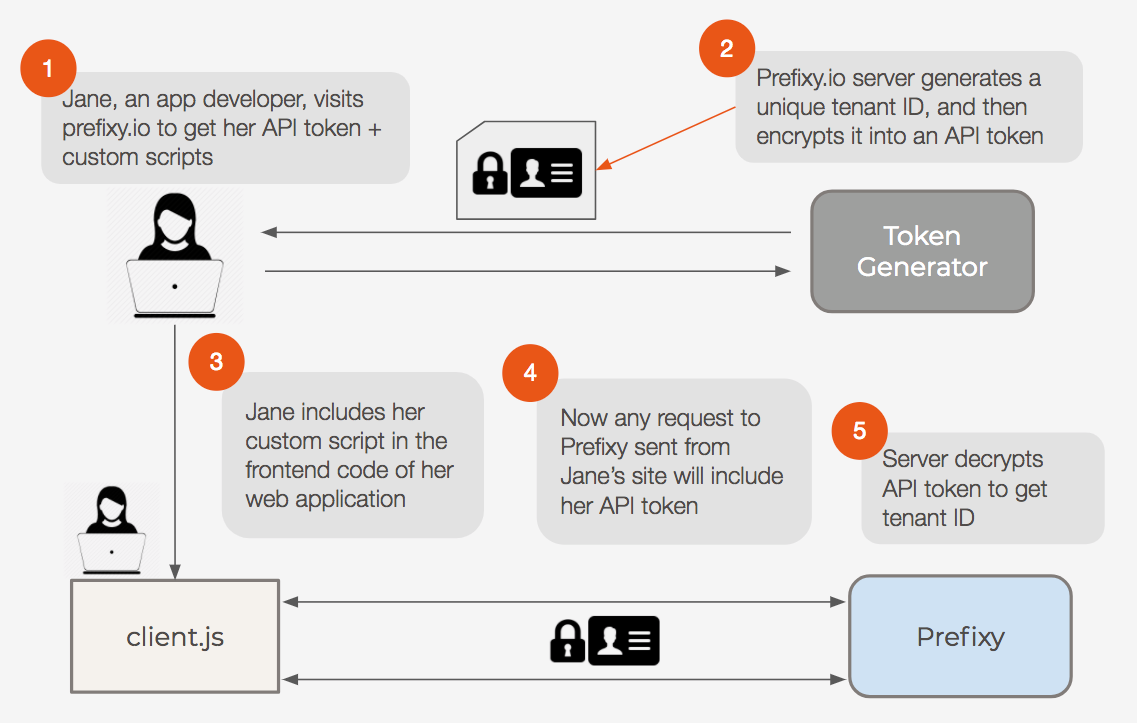 1
Jane, an app developer, visits
prefixy.io to get her API token +
custom scripts
2
Prefixy.io server generates a
unique tenant ID, and then
encrypts it into an API token
Token
Generator
3
Jane includes her
custom script in the
frontend code of her
web application
4
Now any request to
Prefixy sent from
Jane’s site will include
her API token
5
Server decrypts
API token to get
tenant ID
client.js
Prefixy